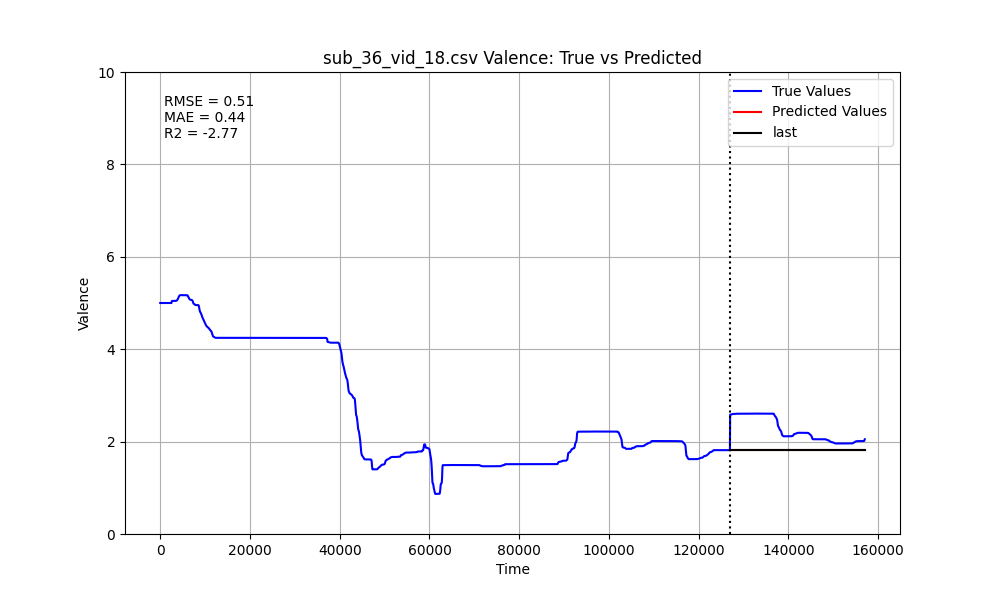 sub_36_vid_18.csv Valence: True vs Predicted
10
8
6
4
2
0
Valence
RMSE = 0.51
MAE = 0.44
R2 = -2.77
True Values
Predicted Values
last
0 20000 40000 60000 80000 100000 120000 140000 160000
Time